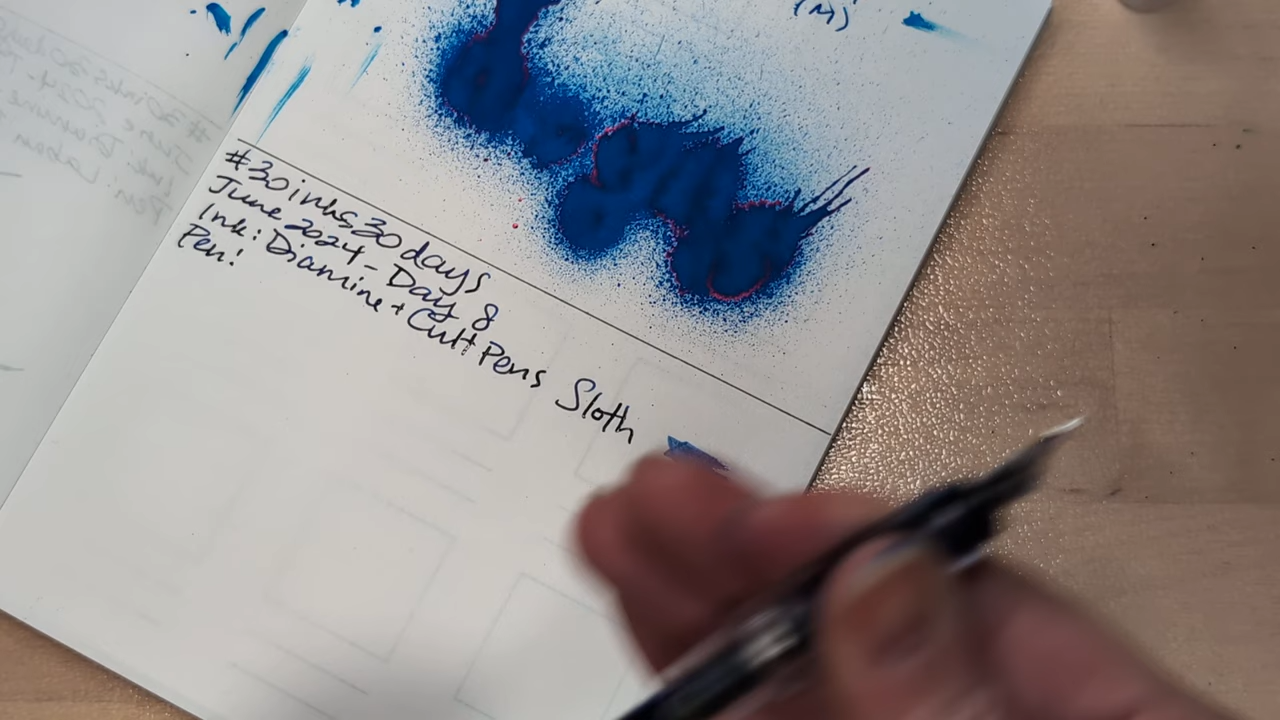 (M)
#30inks30days
June 2024 - Day 8
Ink: Diamine + Cult Pens Sloth
Pen: